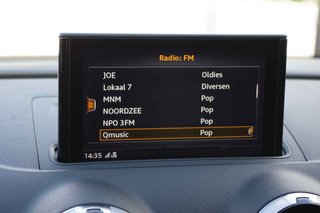 Radio: FM
JOE Oldies
Lokaal 7 Diversen
MNM Pop
NOORDZEE Pop
NPO 3FM Pop
Qmusic Pop
14:35